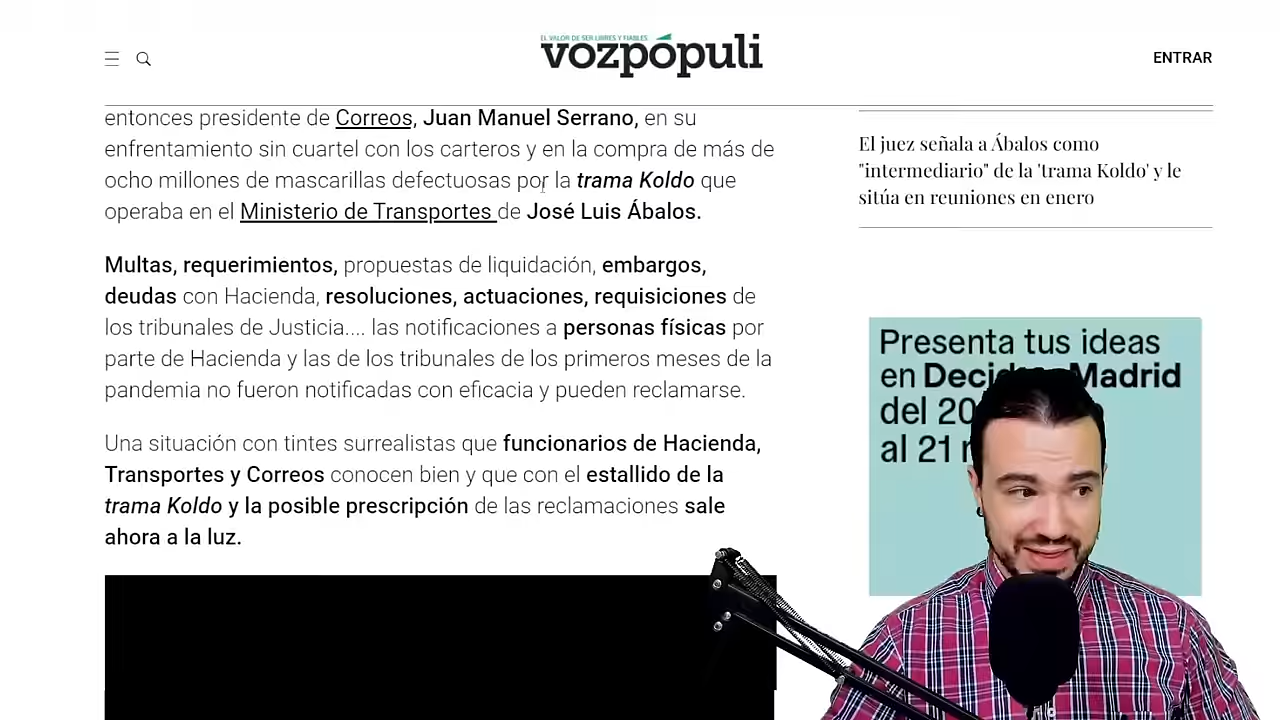 EL VALOR DE SER LIBRES Y FIABLES
vozpópuli
ENTRAR
entonces presidente de Correos, Juan Manuel Serrano, en su
enfrentamiento sin cuartel con los carteros y en la compra de más de
ocho millones de mascarillas defectuosas por la trama Koldo que
operaba en el Ministerio de Transportes de José Luis Ábalos.
Multas, requerimientos, propuestas de liquidación, embargos,
deudas con Hacienda, resoluciones, actuaciones, requisiciones de
los tribunales de Justicia.... las notificaciones a personas físicas por
parte de Hacienda y las de los tribunales de los primeros meses de la
pandemia no fueron notificadas con eficacia y pueden reclamarse.
Una situación con tintes surrealistas que funcionarios de Hacienda,
Transportes y Correos conocen bien y que con el estallido de la
trama Koldo y la posible prescripción de las reclamaciones sale
ahora a la luz.
El juez señala a Ábalos como
"intermediario" de la 'trama Koldo' y le
sitúa en reuniones en enero
Presenta tus ideas
en Madrid
del
al 21